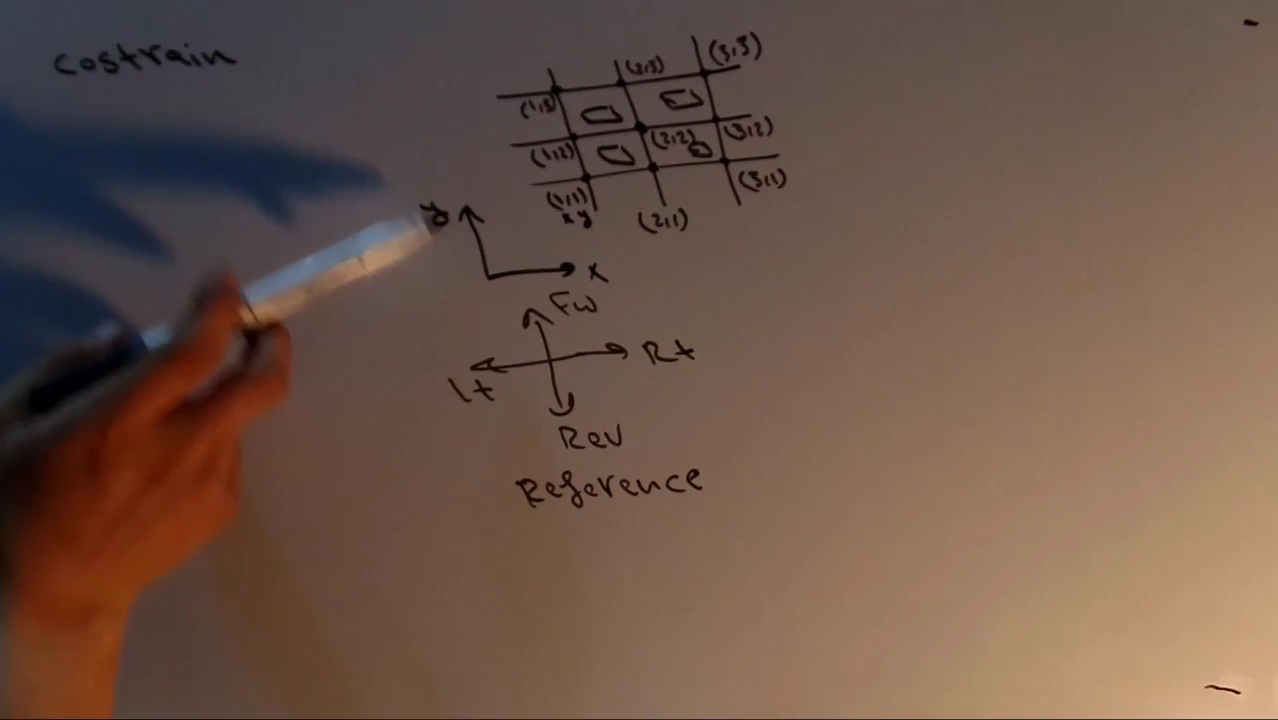 costrain
(3,3)
(2,3)
(1,3)
(1,2)
(2,2)
(3,2)
(1,1)
x y
(2,1)
(3,1)
y
x
Fw
Rt
lt
Rev
Reference